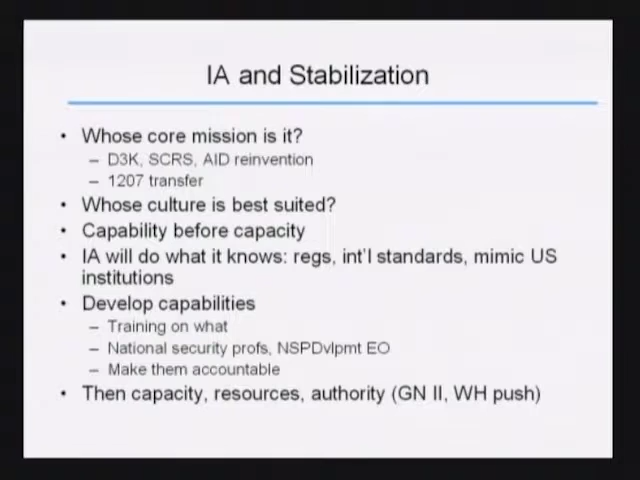 IA and Stabilization
• Whose core mission is it?
– D3K, SCRS, AID reinvention
– 1207 transfer
• Whose culture is best suited?
• Capability before capacity
• IA will do what it knows: regs, int'l standards, mimic US
institutions
• Develop capabilities
– Training on what
– National security profs, NSPDvlpmt EO
– Make them accountable
• Then capacity, resources, authority (GN II, WH push)